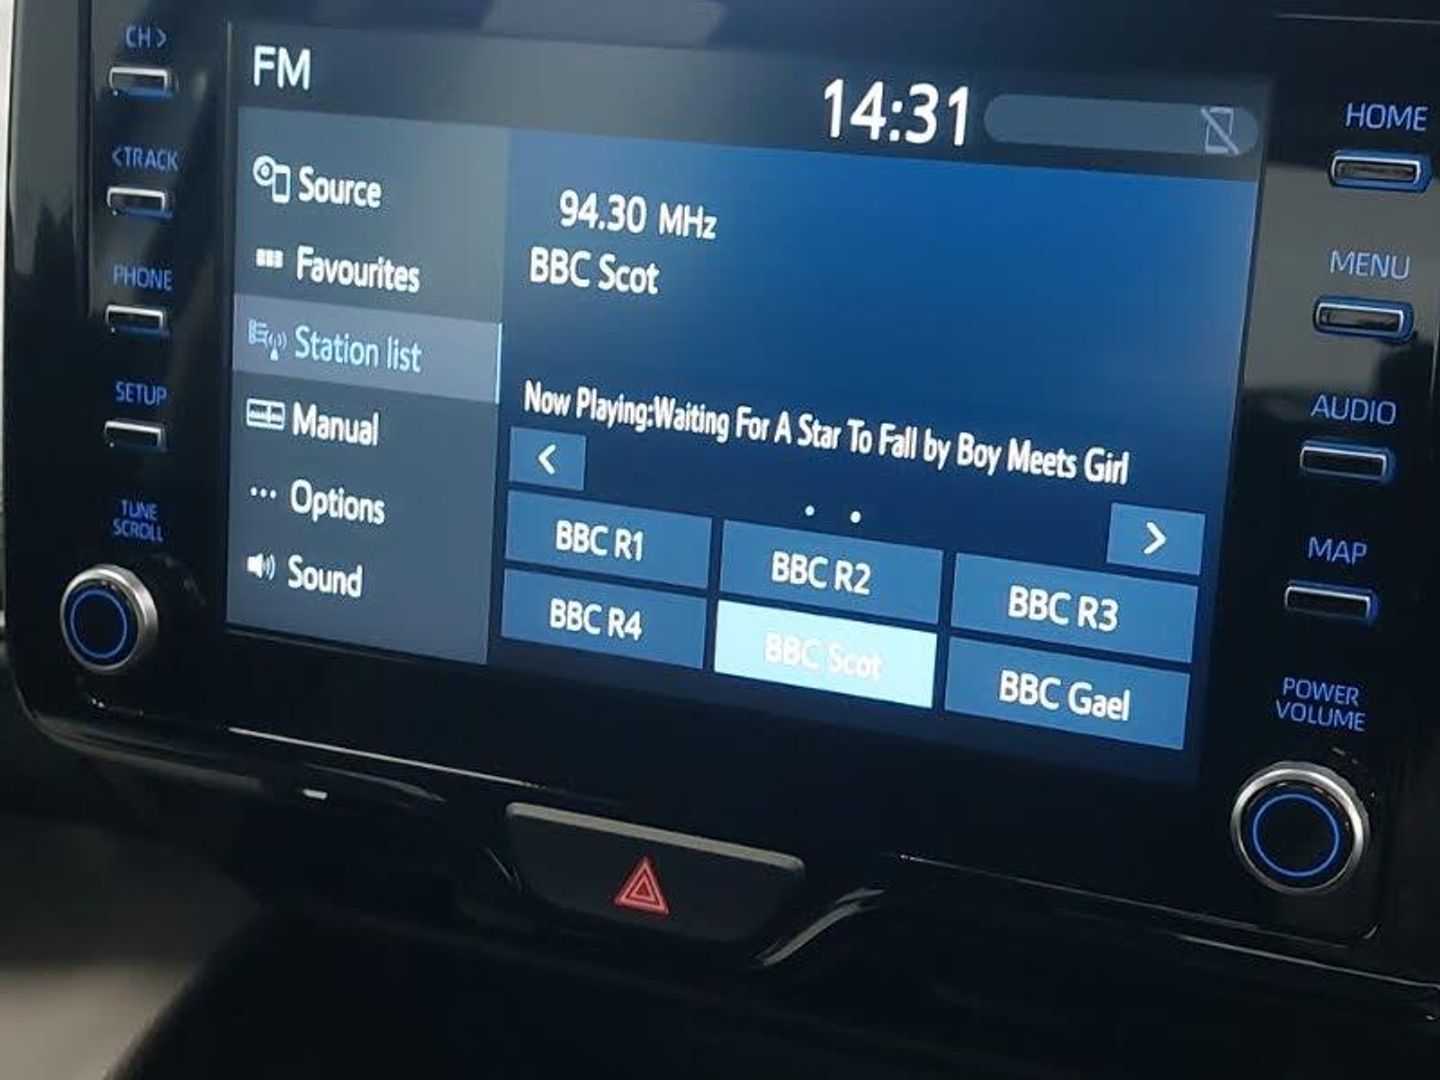 CH >
<TRACK
PHONE
SETUP
TUNE
SCROLL
FM
14:31
Source
Favourites
Station list
Manual
Options
Sound
94.30 MHz
BBC Scot
Now Playing:Waiting For A Star To Fall by Boy Meets Girl
<
>
BBC R1
BBC R2
BBC R3
BBC R4
BBC Scot
BBC Gael
HOME
MENU
AUDIO
MAP
POWER
VOLUME